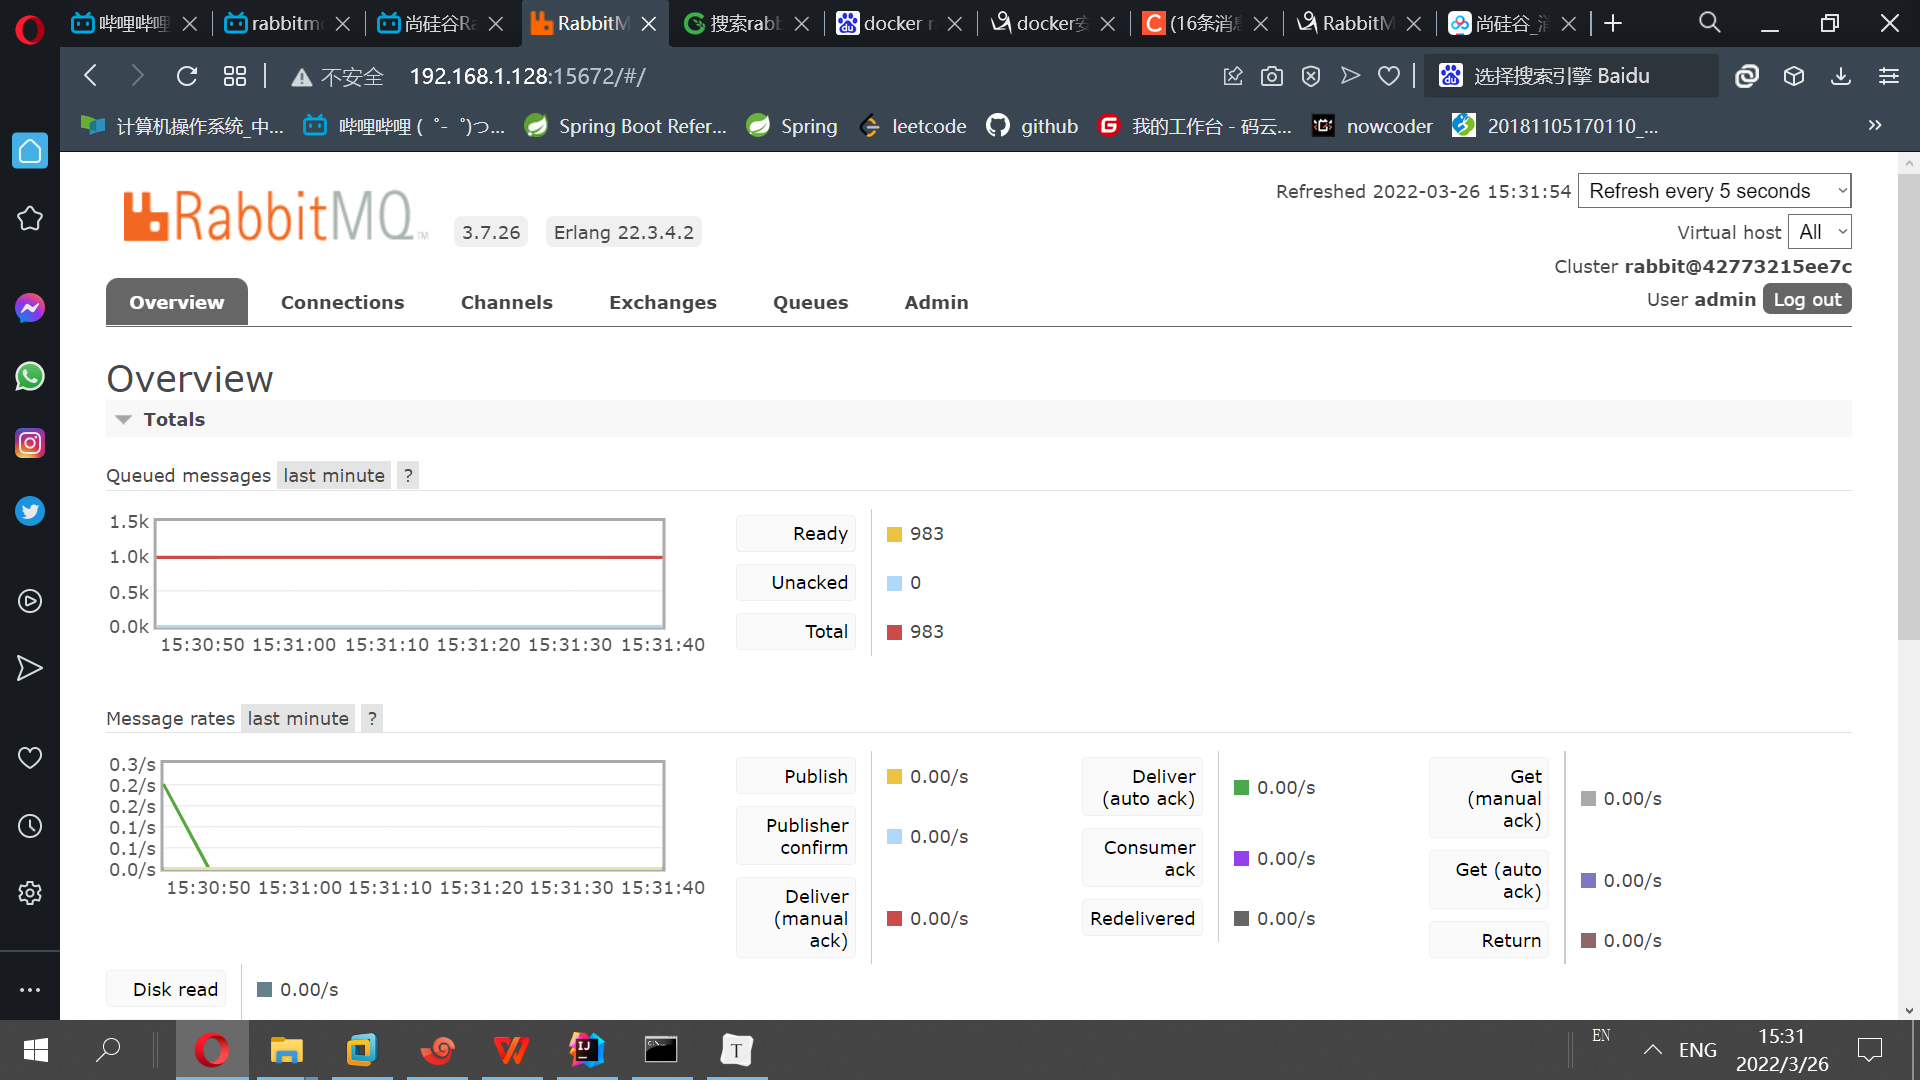 哔哩哔哩
rabbitmo
尚硅谷Ra
RabbitM
搜索rabb
docker r
docker安
(16条消息
RabbitM
尚硅谷_消
不安全
192.168.1.128:15672/#/
选择搜索引擎 Baidu
计算机操作系统_中...
哔哩哔哩 ( ゜- ゜)つ...
Spring Boot Refer...
Spring
leetcode
github
我的工作台 - 码云...
nowcoder
20181105170110_...
»
RabbitMQ™
3.7.26
Erlang 22.3.4.2
Refreshed 2022-03-26 15:31:54
Refresh every 5 seconds
Virtual host All
Cluster rabbit@42773215ee7c
User admin Log out
Overview
Connections
Channels
Exchanges
Queues
Admin
Overview
Totals
Queued messages last minute ?
1.5k
1.0k
0.5k
0.0k
15:30:50 15:31:00 15:31:10 15:31:20 15:31:30 15:31:40
Ready 983
Unacked 0
Total 983
Message rates last minute ?
0.3/s
0.2/s
0.2/s
0.1/s
0.1/s
0.0/s
15:30:50 15:31:00 15:31:10 15:31:20 15:31:30 15:31:40
Publish 0.00/s
Publisher
confirm 0.00/s
Deliver
(manual
ack) 0.00/s
Deliver
(auto ack) 0.00/s
Consumer
ack 0.00/s
Redelivered 0.00/s
Get
(manual
ack) 0.00/s
Get (auto
ack) 0.00/s
Return 0.00/s
Disk read 0.00/s
EN
ENG
15:31
2022/3/26